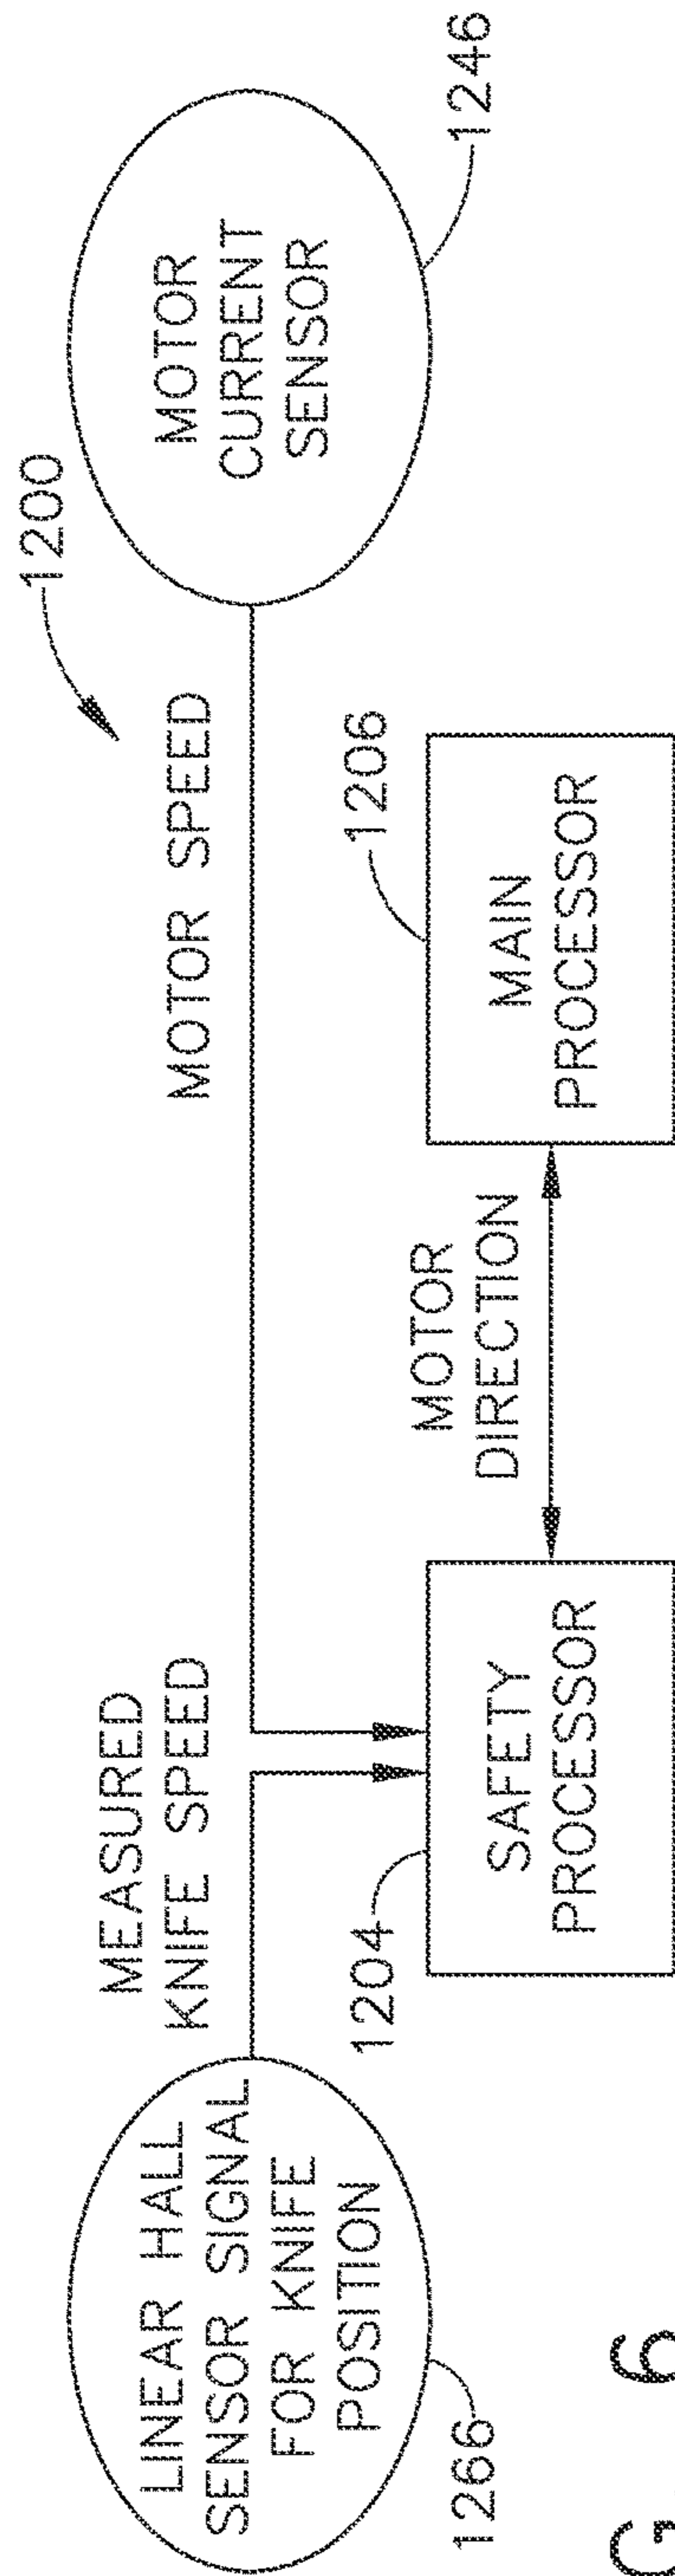 1200
MEASURED
KNIFE SPEED
MOTOR SPEED
LINEAR HALL
SENSOR SIGNAL
FOR KNIFE
POSITION
MOTOR
CURRENT
SENSOR
1266
1204
SAFETY
PROCESSOR
MOTOR
DIRECTION
1206
MAIN
PROCESSOR
1246
G. 6